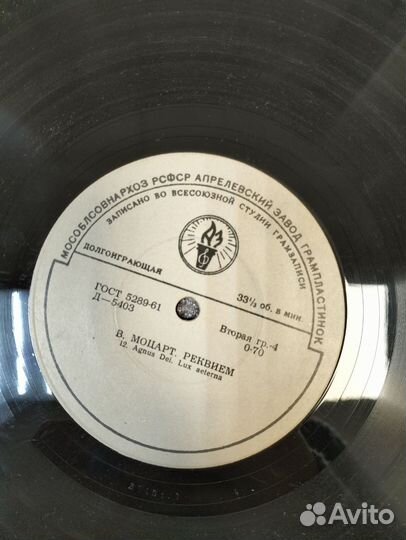 МОСОБЛСОВНАРХОЗ РСФСР АПРЕЛЕВСКИЙ ЗАВОД ГРАМПЛАСТИНОК
ЗАПИСАНО ВО ВСЕСОЮЗНОЙ СТУДИИ ГРАМЗАПИСИ
ДОЛГОИГРАЮЩАЯ
33⅓ об. в мин.
ГОСТ 5289-61
Д—5403
Вторая гр.-4
0-70
В. МОЦАРТ. РЕКВИЕМ
12. Agnus Dei. Lux aeterna
Avito